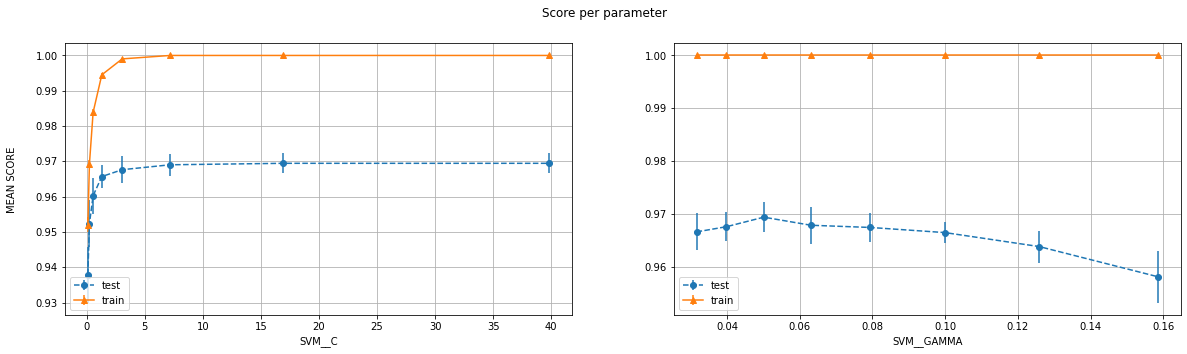 Score per parameter
MEAN SCORE
1.00
0.99
0.98
0.97
0.96
0.95
0.94
0.93
test
train
0 5 10 15 20 25 30 35 40
SVM__C
1.00
0.99
0.98
0.97
0.96
test
train
0.04 0.06 0.08 0.10 0.12 0.14 0.16
SVM__GAMMA